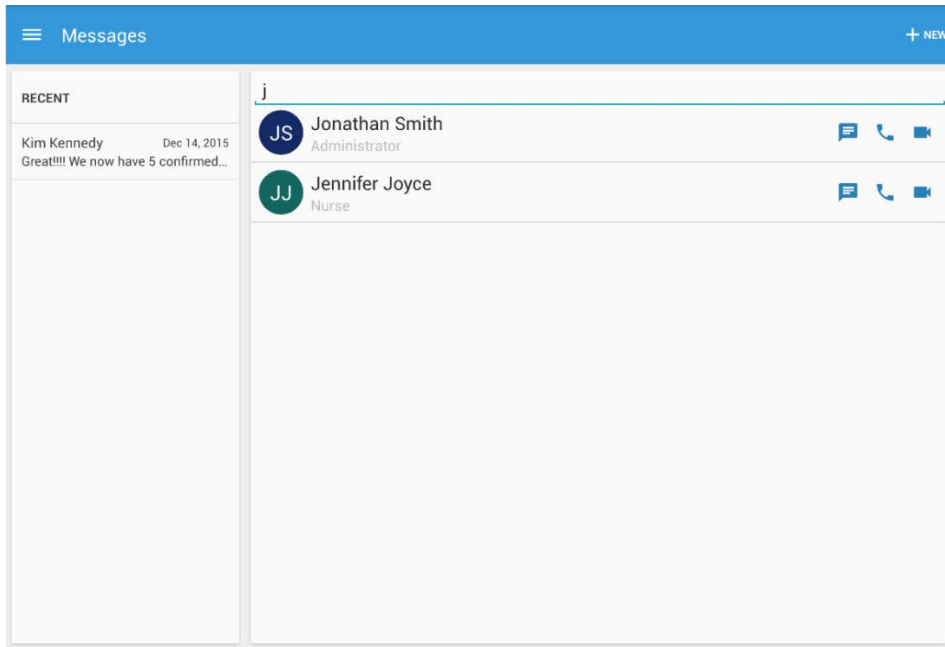 Messages
+ NEW
RECENT
Kim Kennedy Dec 14, 2015
Great!!!! We now have 5 confirmed...
j
JS
Jonathan Smith
Administrator
JJ
Jennifer Joyce
Nurse